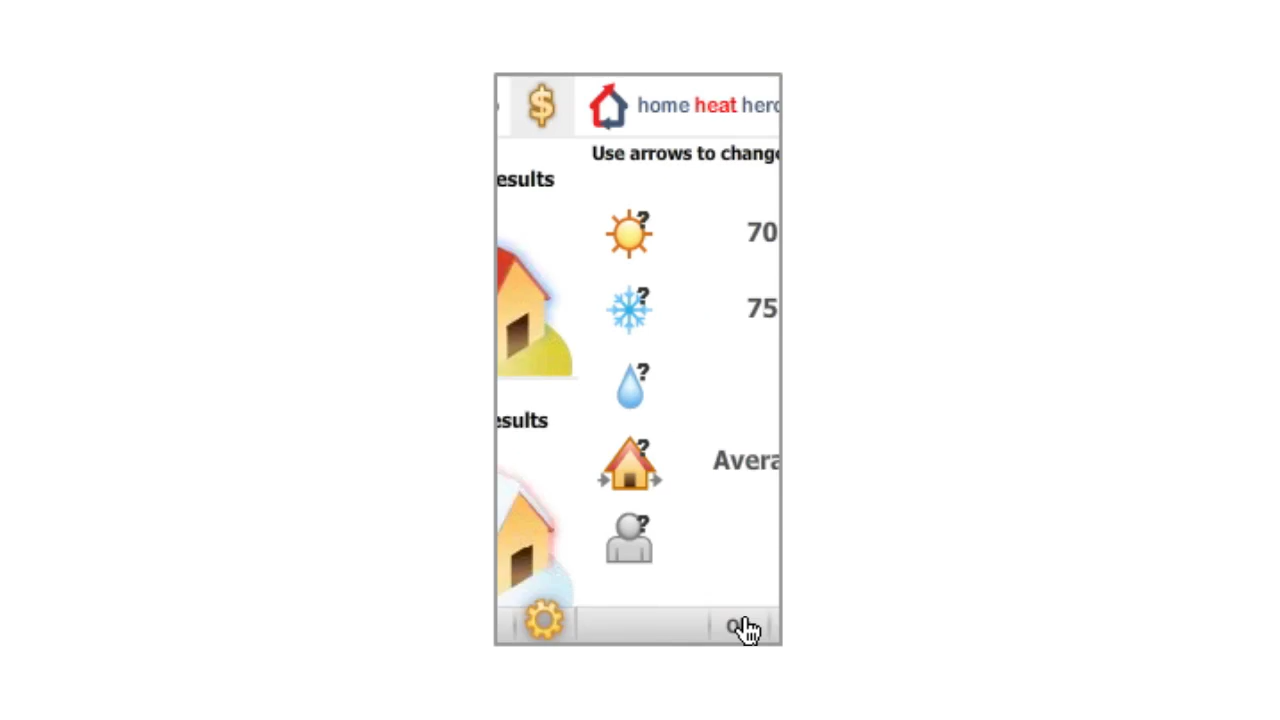 $ home heat hero
Use arrows to change
esults
?
70
?
75
?
esults
?
Avera
?